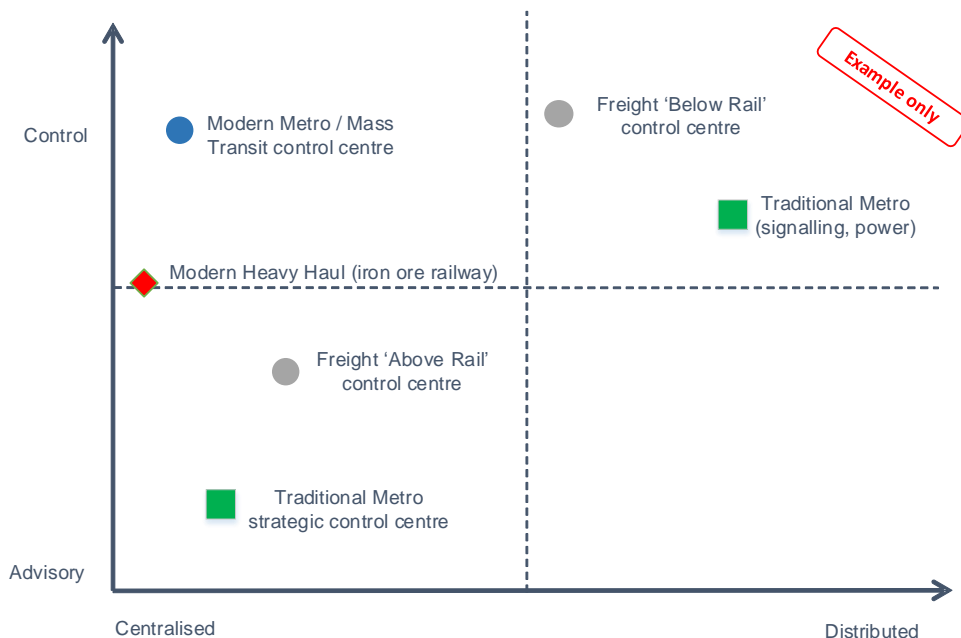 Example only
Control
Modern Metro / Mass
Transit control centre
Freight ‘Below Rail’
control centre
Traditional Metro
(signalling, power)
Modern Heavy Haul (iron ore railway)
Freight ‘Above Rail’
control centre
Traditional Metro
strategic control centre
Advisory
Centralised
Distributed